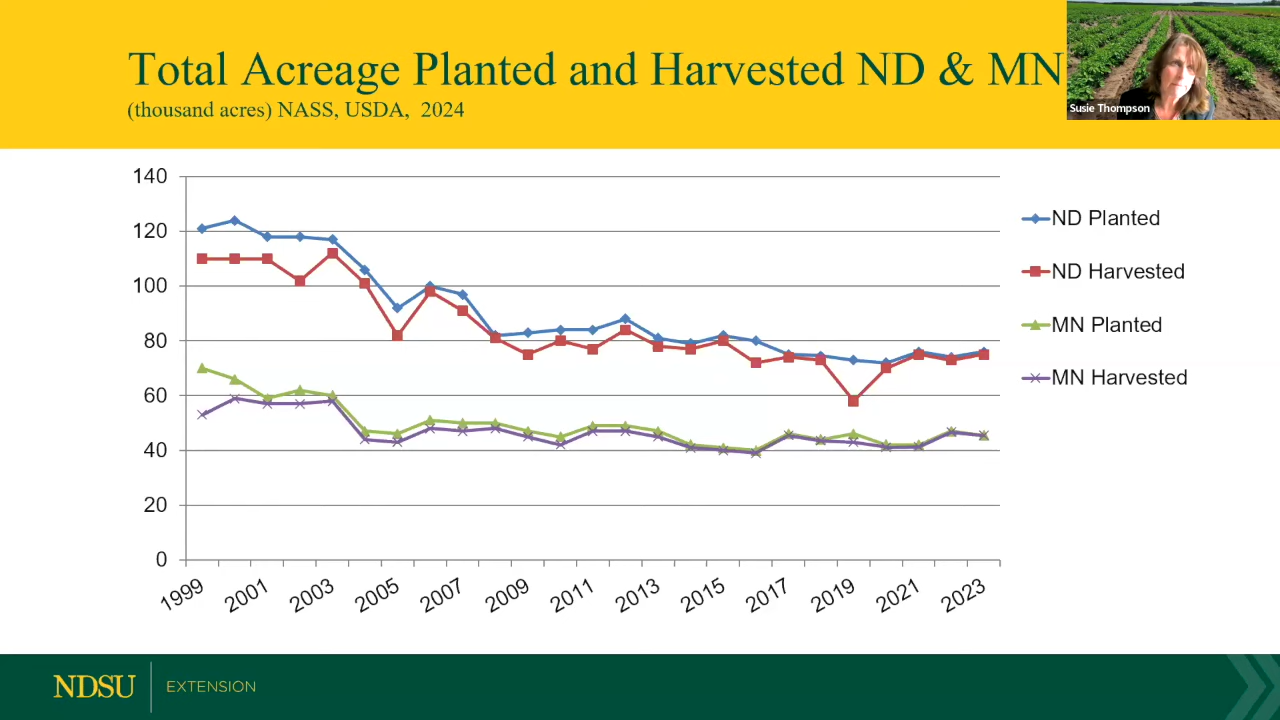 Total Acreage Planted and Harvested ND & MN
(thousand acres) NASS, USDA, 2024
Susie Thompson
140
120
100
80
60
40
20
0
1999 2001 2003 2005 2007 2009 2011 2013 2015 2017 2019 2021 2023
ND Planted
ND Harvested
MN Planted
MN Harvested
NDSU EXTENSION